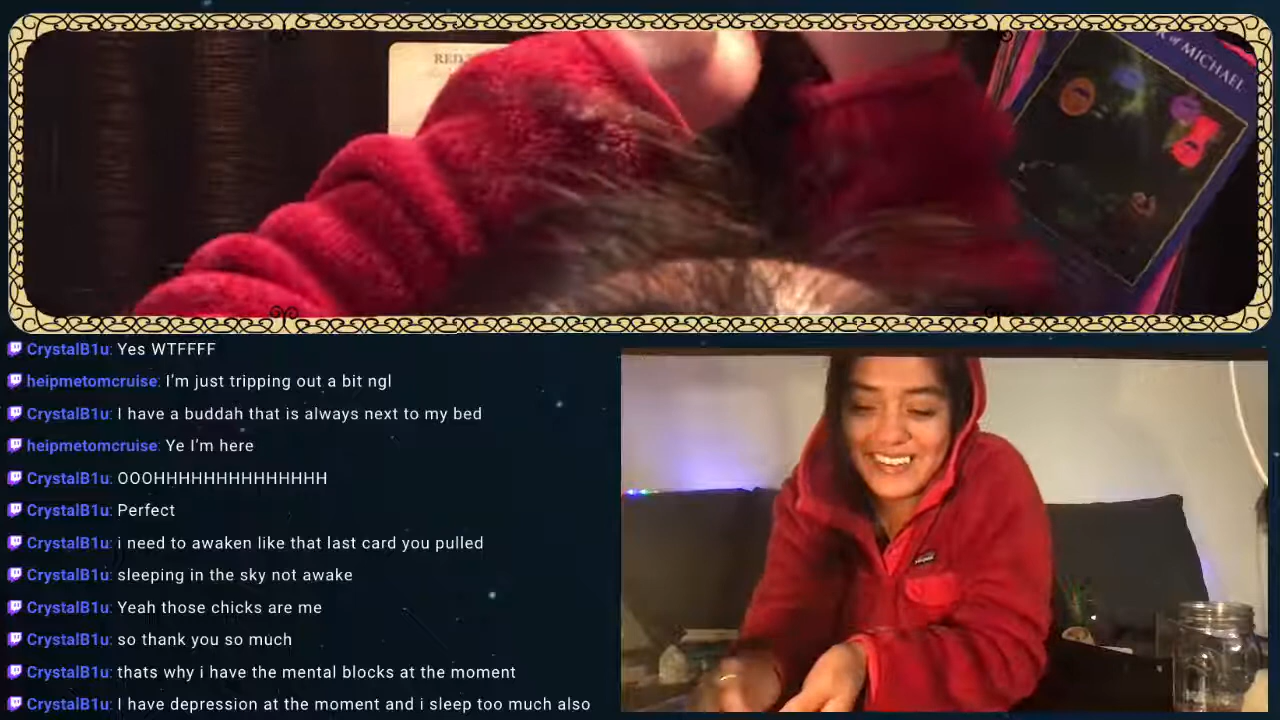 RED
K of MICHAEL
CrystalB1u: Yes WTFFFF
heipmetomcruise: I'm just tripping out a bit ngl
CrystalB1u: I have a buddah that is always next to my bed
heipmetomcruise: Ye I'm here
CrystalB1u: OOOHHHHHHHHHHHHHH
CrystalB1u: Perfect
CrystalB1u: i need to awaken like that last card you pulled
CrystalB1u: sleeping in the sky not awake
CrystalB1u: Yeah those chicks are me
CrystalB1u: so thank you so much
CrystalB1u: thats why i have the mental blocks at the moment
CrystalB1u: I have depression at the moment and i sleep too much also